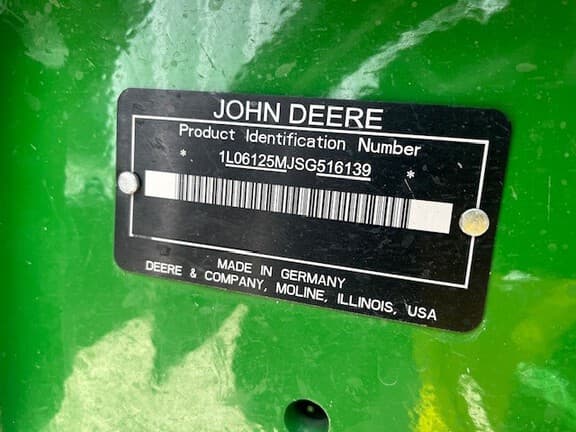 JOHN DEERE
Product Identification Number
* 1L06125MJSG516139 *
MADE IN GERMANY
DEERE & COMPANY, MOLINE, ILLINOIS, USA